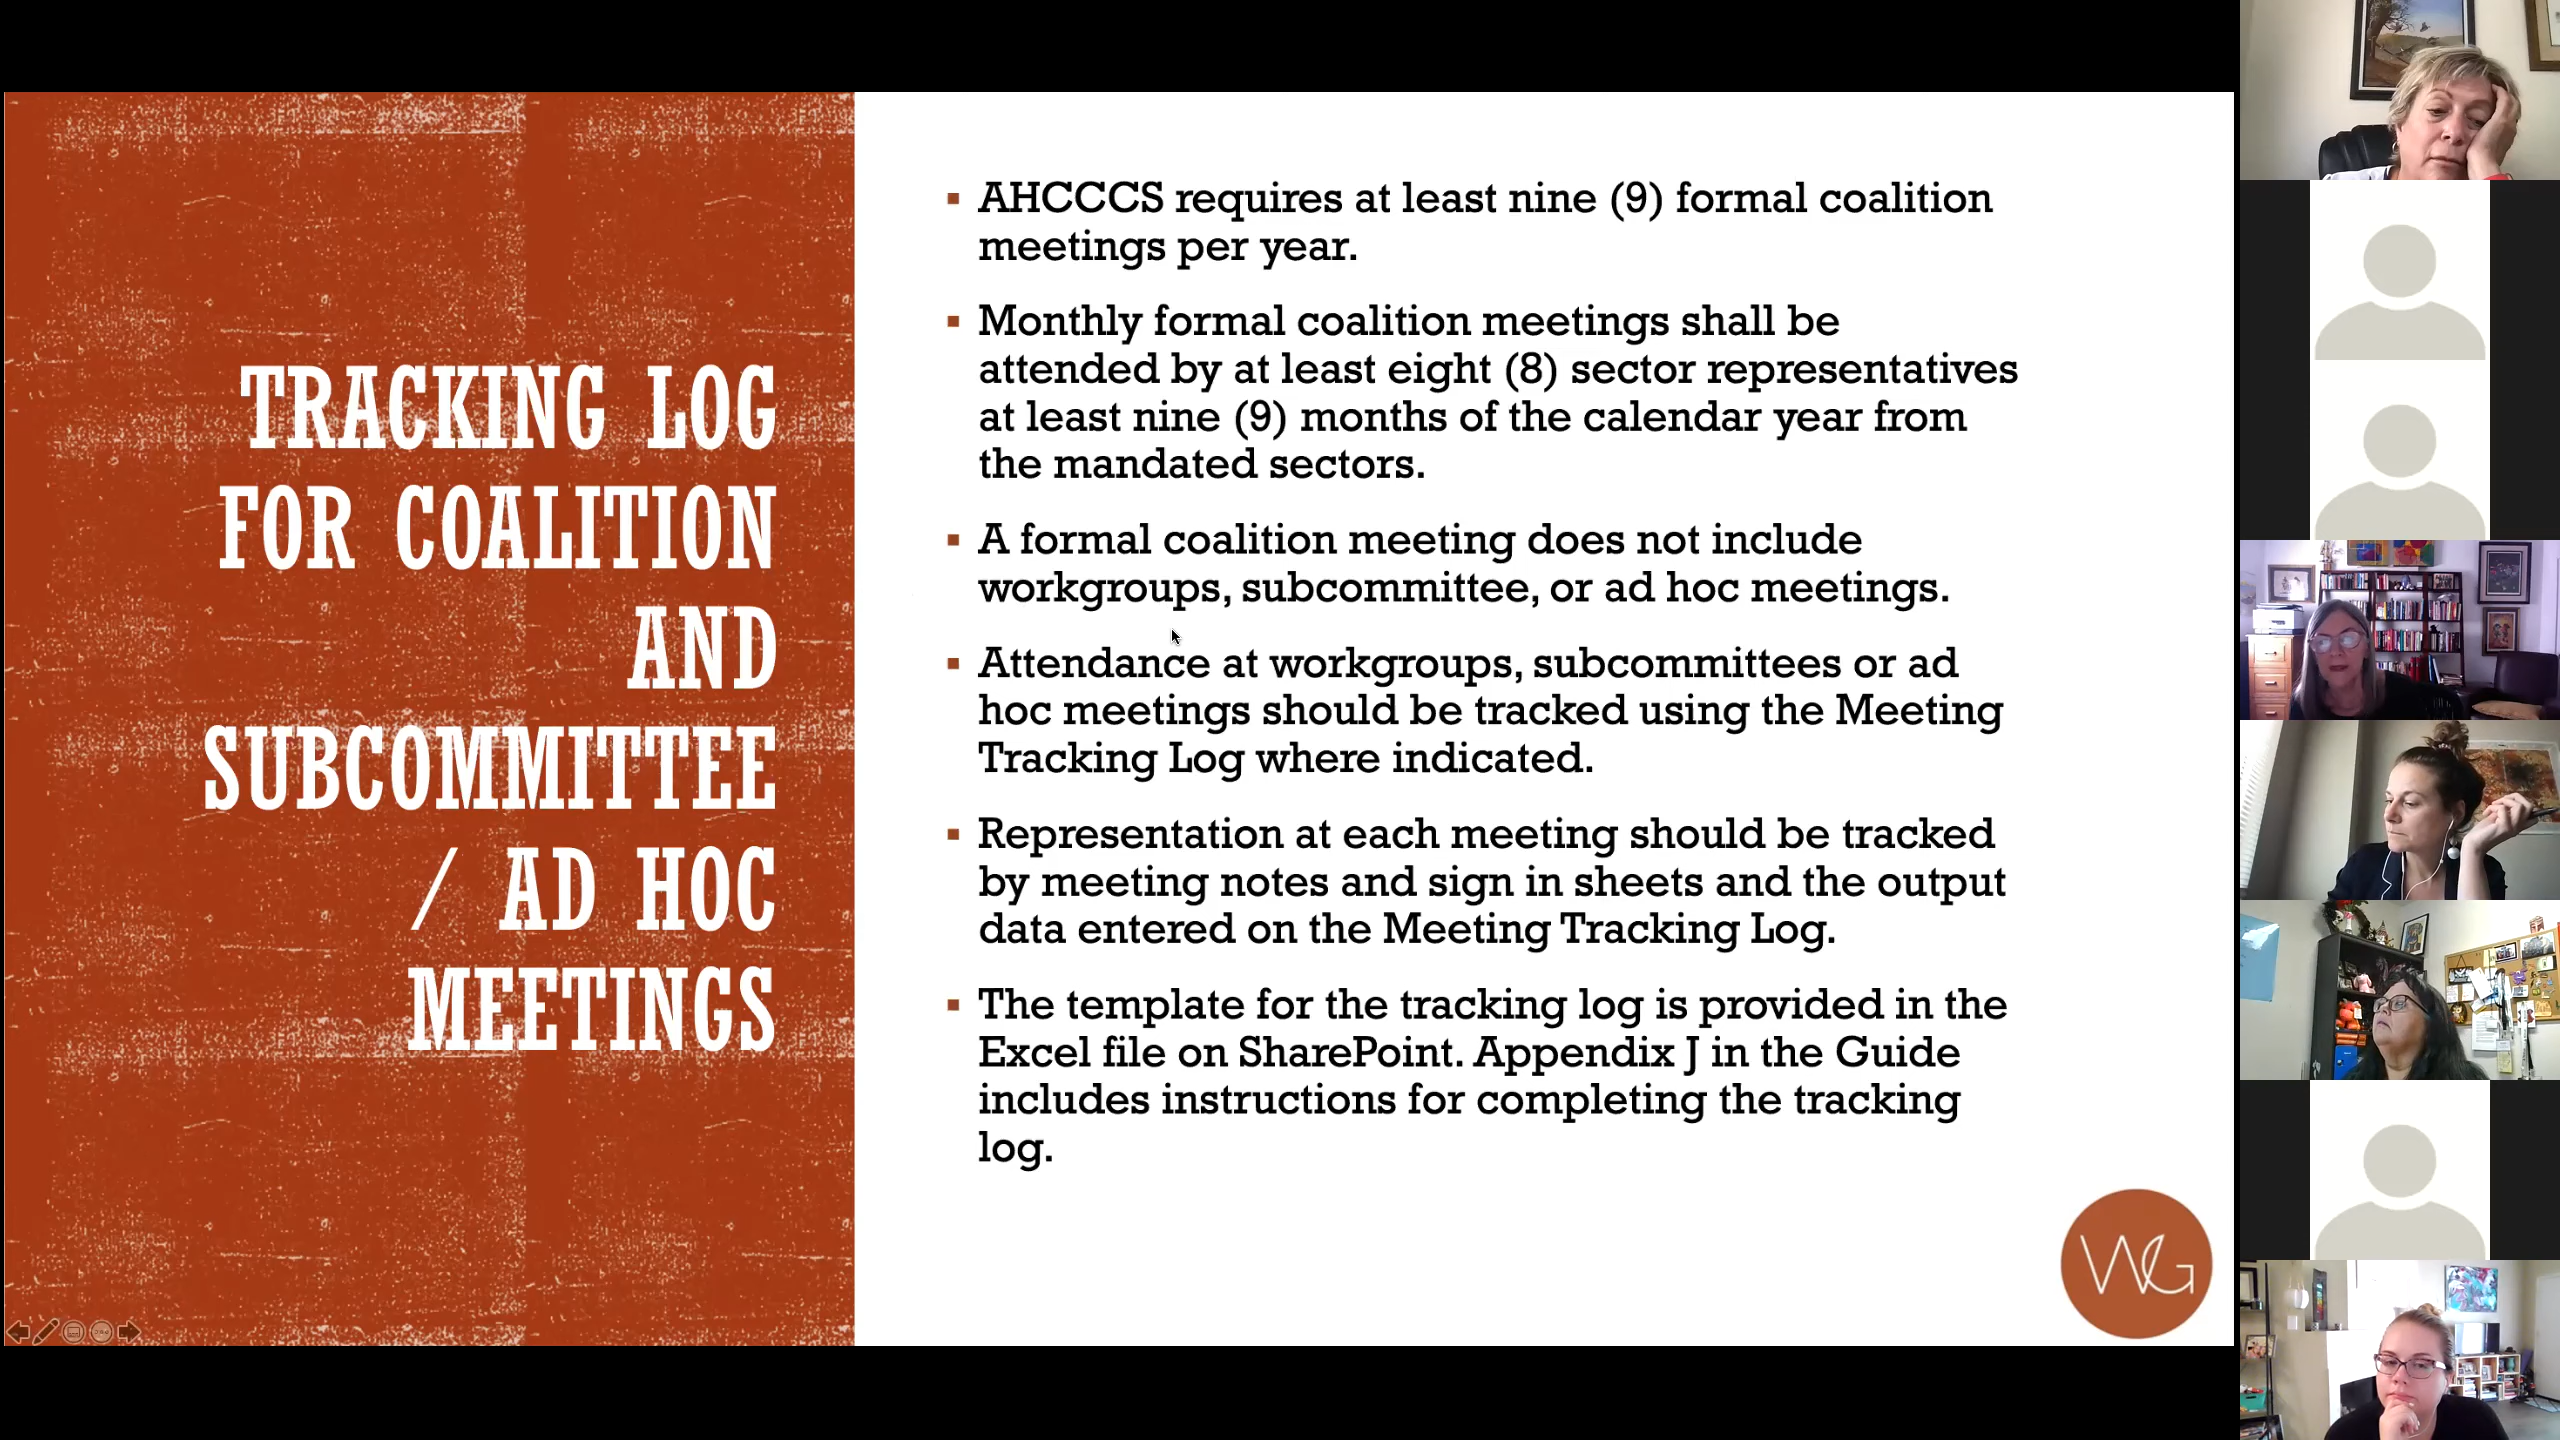 TRACKING LOG
FOR COALITION
AND
SUBCOMMITTEE
/ AD HOC
MEETINGS
AHCCCS requires at least nine (9) formal coalition
meetings per year.
Monthly formal coalition meetings shall be
attended by at least eight (8) sector representatives
at least nine (9) months of the calendar year from
the mandated sectors.
A formal coalition meeting does not include
workgroups, subcommittee, or ad hoc meetings.
Attendance at workgroups, subcommittees or ad
hoc meetings should be tracked using the Meeting
Tracking Log where indicated.
Representation at each meeting should be tracked
by meeting notes and sign in sheets and the output
data entered on the Meeting Tracking Log.
The template for the tracking log is provided in the
Excel file on SharePoint. Appendix J in the Guide
includes instructions for completing the tracking
log.
WG